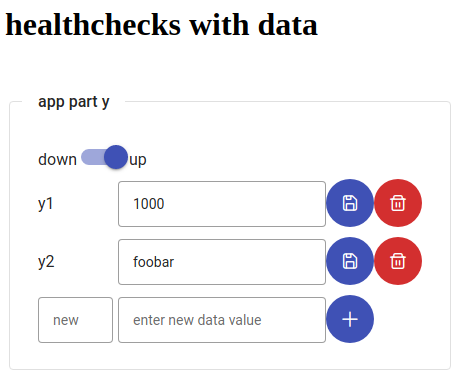 healthchecks with data
app part y
down up
y1 1000
y2 foobar
new enter new data value